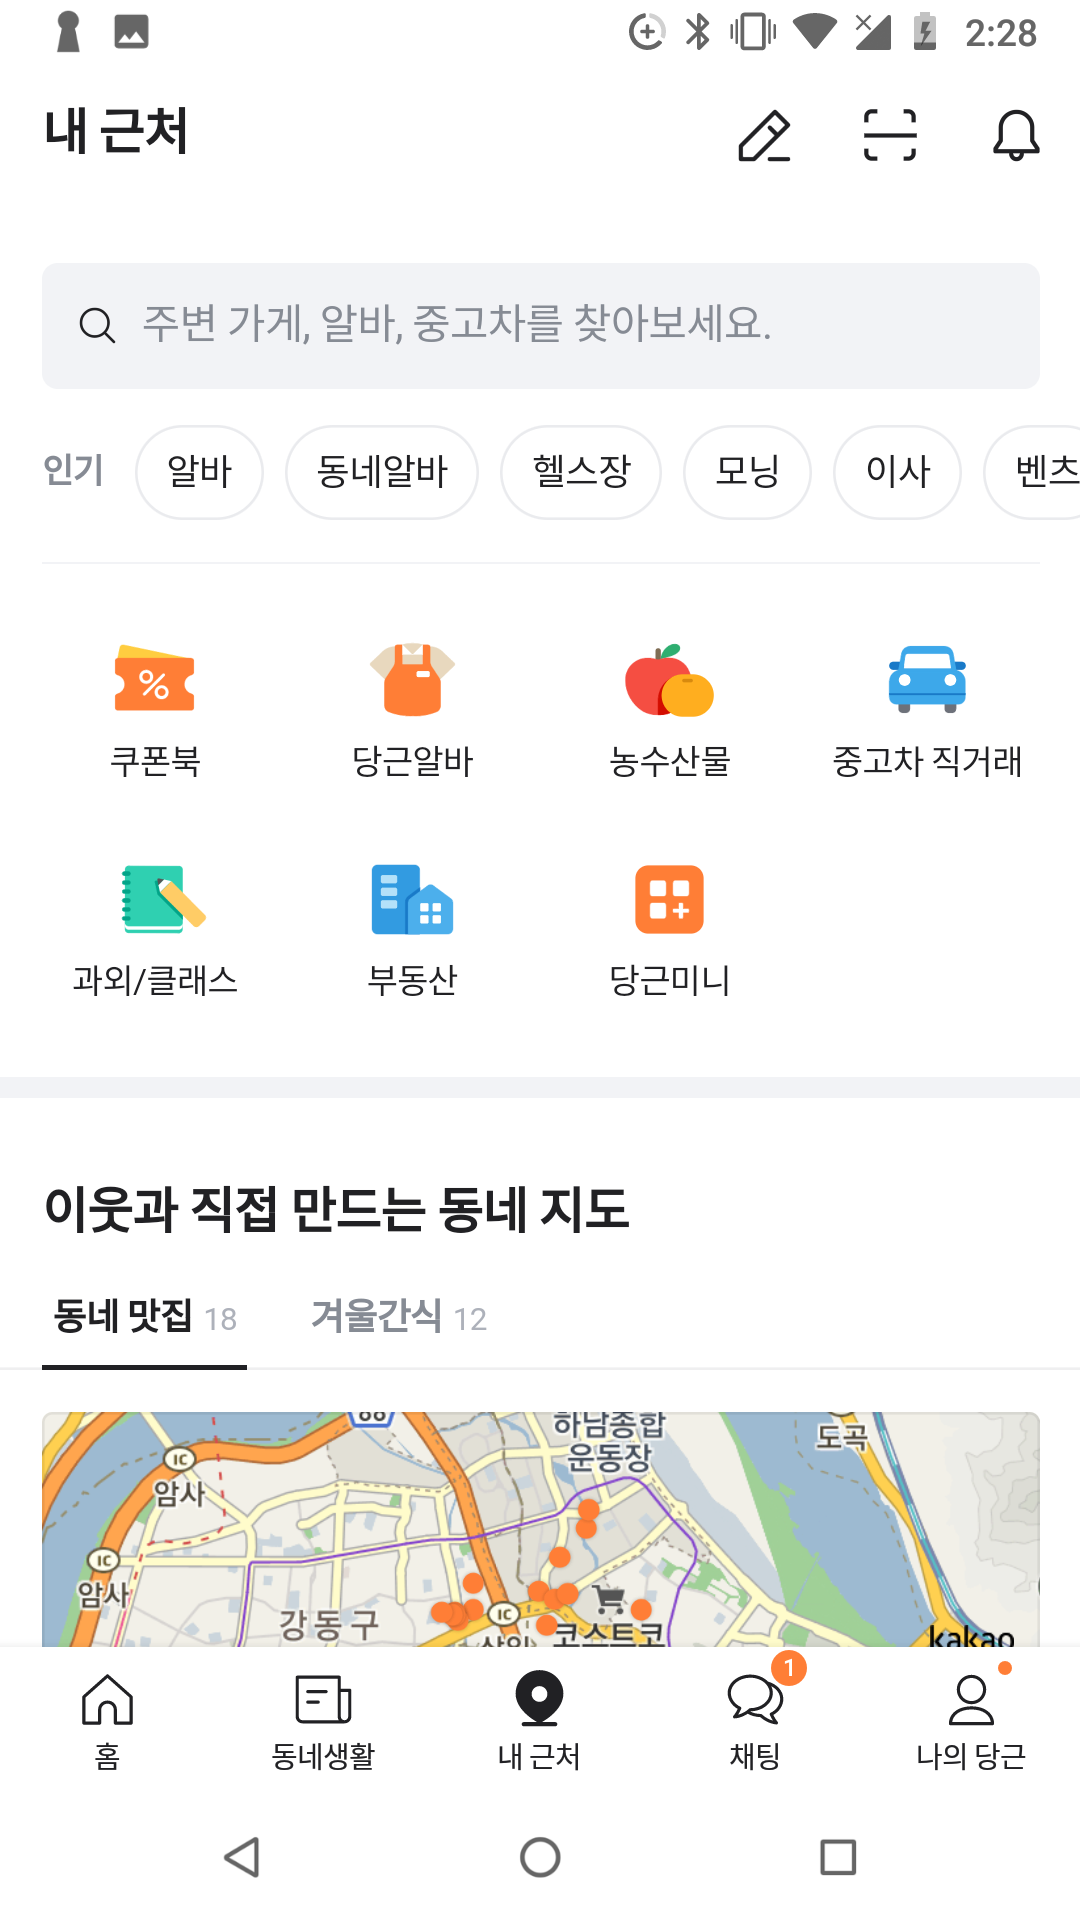 2:28
내 근처
주변 가게, 알바, 중고차를 찾아보세요.
인기 알바 동네알바 헬스장 모닝 이사 벤츠
%
쿠폰북 당근알바 농수산물 중고차 직거래
과외/클래스 부동산 당근미니
이웃과 직접 만드는 동네 지도
동네 맛집 18 겨울간식 12
하남종합
운동장
도곡
IC
암사
IC
암사
강동구
IC
코스트코
kakao
1
홈 동네생활 내 근처 채팅 나의 당근